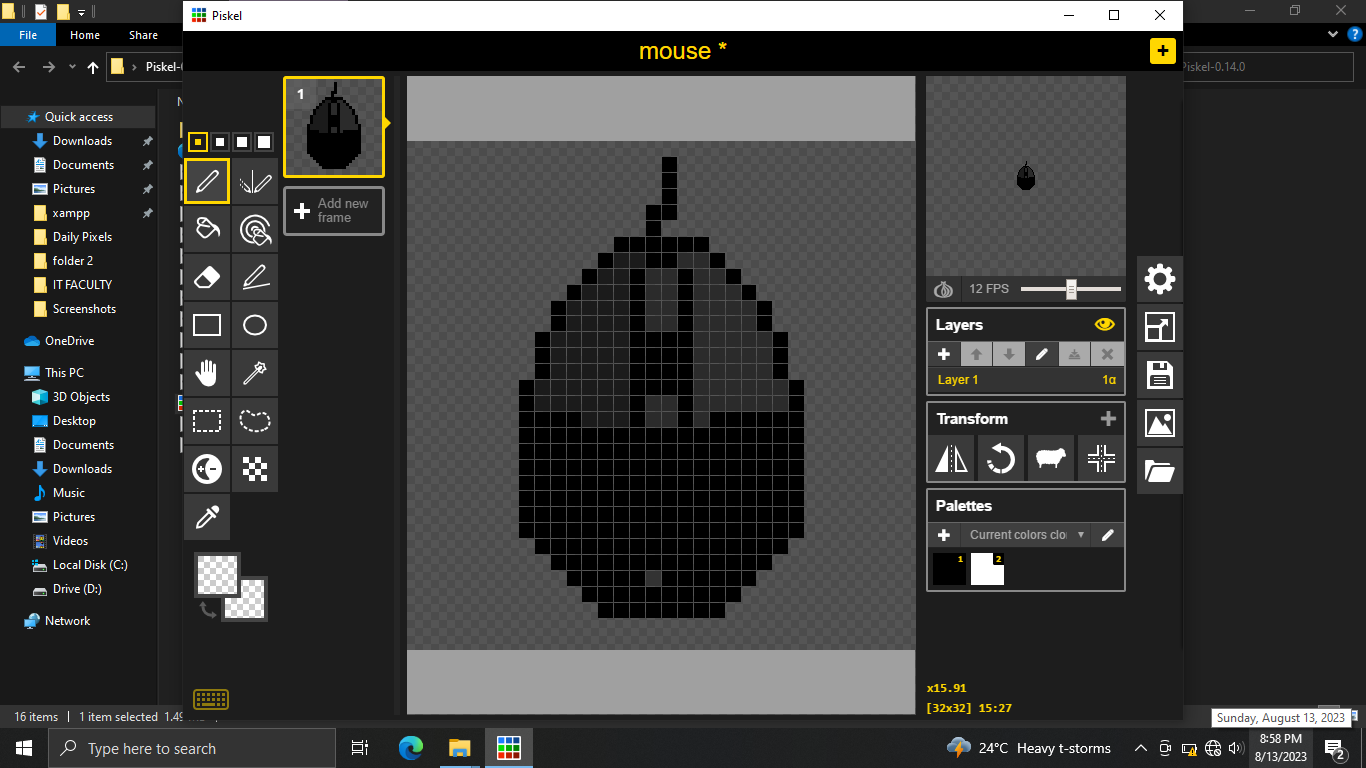 Piskel
File
Home
Share
mouse *
Piskel-0
Piskel-0.14.0
Quick access
Downloads
Documents
Pictures
xampp
Daily Pixels
folder 2
IT FACULTY
Screenshots
OneDrive
This PC
3D Objects
Desktop
Documents
Downloads
Music
Pictures
Videos
Local Disk (C:)
Drive (D:)
Network
1
Add new
frame
12 FPS
Layers
Layer 1
1α
Transform
Palettes
Current colors clo
1
2
x15.91
[32x32] 15:27
16 items
1 item selected
Sunday, August 13, 2023
Type here to search
24°C Heavy t-storms
8:58 PM
8/13/2023
2